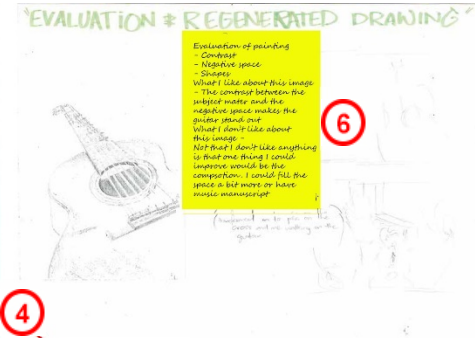 "EVALUATION & REGENERATED DRAWING"
Evaluation of painting
- Contrast
- Negative space
- Shapes
What I like about this image
- The contrast between the
subject mater and the
negative space makes the
guitar stand out
What I don't like about
this image -
Not that I don't like anything
is that one thing I could
improve would be the
compsotion. I could fill the
space a bit more or have
music manuscript
6
4